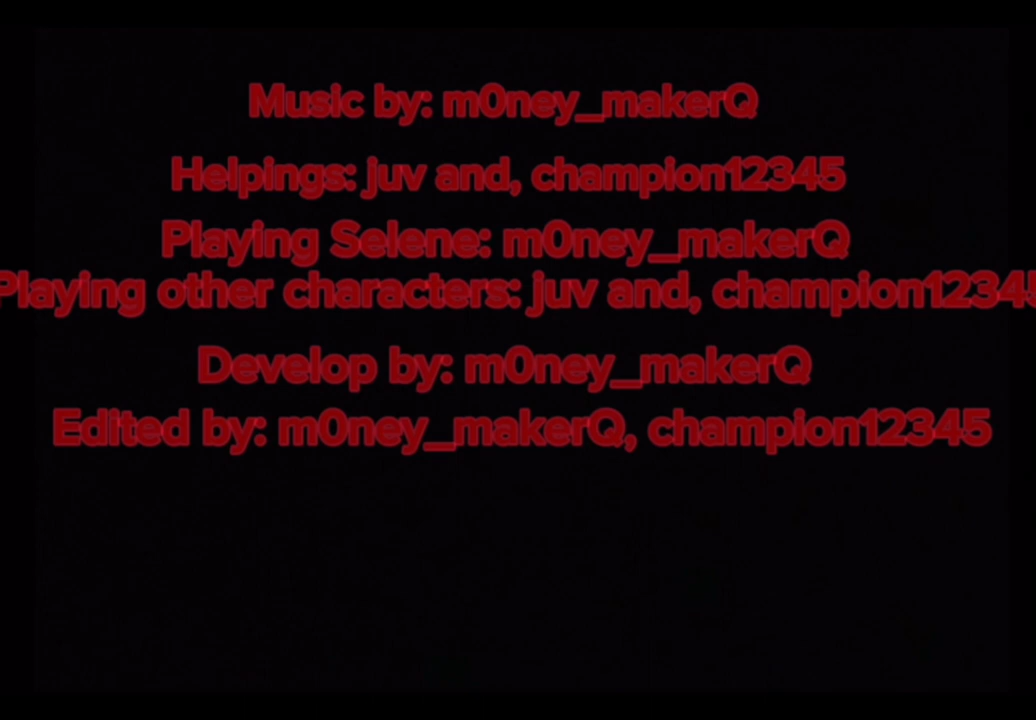 Music by: m0ney_makerQ
Helpings: juv and, champion12345
Playing Selene: m0ney_makerQ
Playing other characters: juv and, champion12345
Develop by: m0ney_makerQ
Edited by: m0ney_makerQ, champion12345